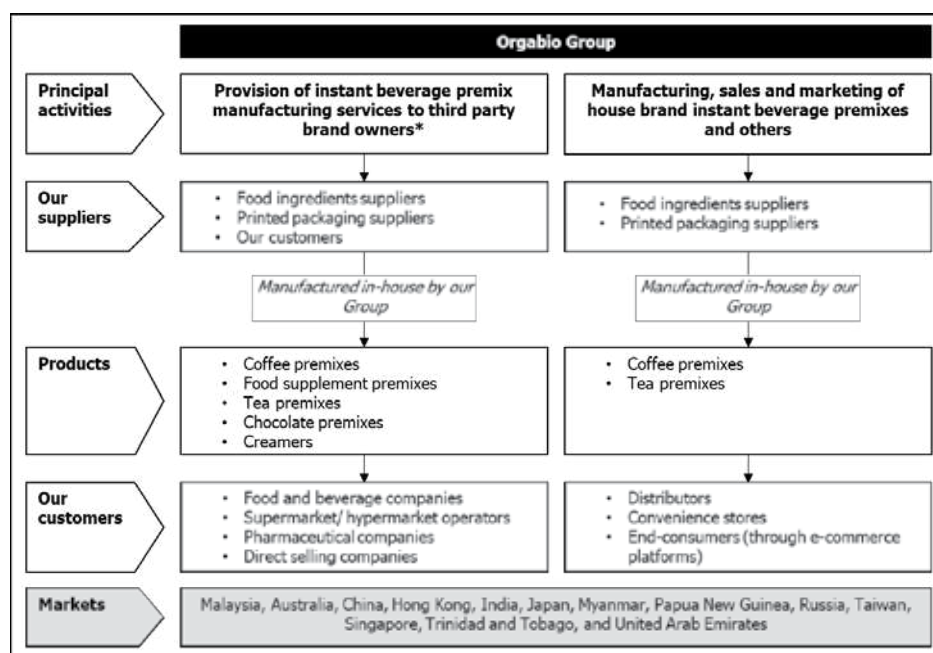 Orgabio Group
Principal
activities
Provision of instant beverage premix
manufacturing services to third party
brand owners*
Manufacturing, sales and marketing of
house brand instant beverage premixes
and others
Our
suppliers
• Food ingredients suppliers
• Printed packaging suppliers
• Our customers
• Food ingredients suppliers
• Printed packaging suppliers
Manufactured in-house by our
Group
Manufactured in-house by our
Group
Products
• Coffee premixes
• Food supplement premixes
• Tea premixes
• Chocolate premixes
• Creamers
• Coffee premixes
• Tea premixes
Our
customers
• Food and beverage companies
• Supermarket/ hypermarket operators
• Pharmaceutical companies
• Direct selling companies
• Distributors
• Convenience stores
• End-consumers (through e-commerce
platforms)
Markets
Malaysia, Australia, China, Hong Kong, India, Japan, Myanmar, Papua New Guinea, Russia, Taiwan,
Singapore, Trinidad and Tobago, and United Arab Emirates